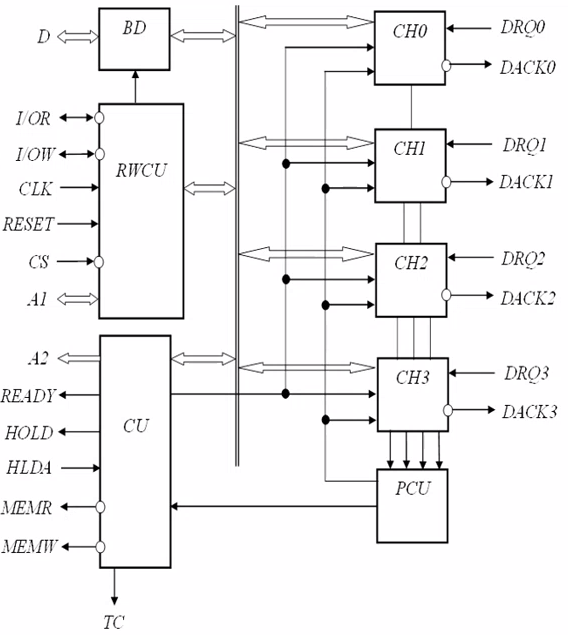 D
BD
I/OR
I/OW
CLK
RESET
CS
A1
RWCU
A2
READY
HOLD
HLDA
MEMR
MEMW
CU
TC
CH0
DRQ0
DACK0
CH1
DRQ1
DACK1
CH2
DRQ2
DACK2
CH3
DRQ3
DACK3
PCU